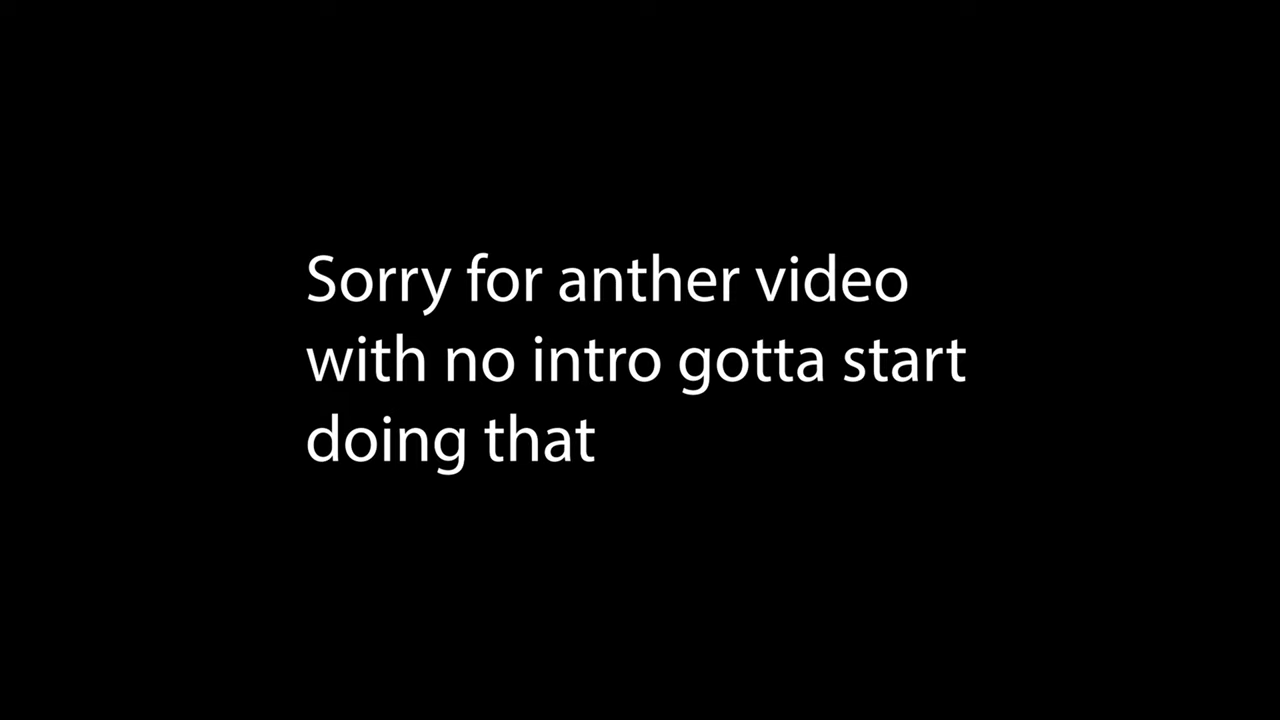 Sorry for anther video
with no intro gotta start
doing that